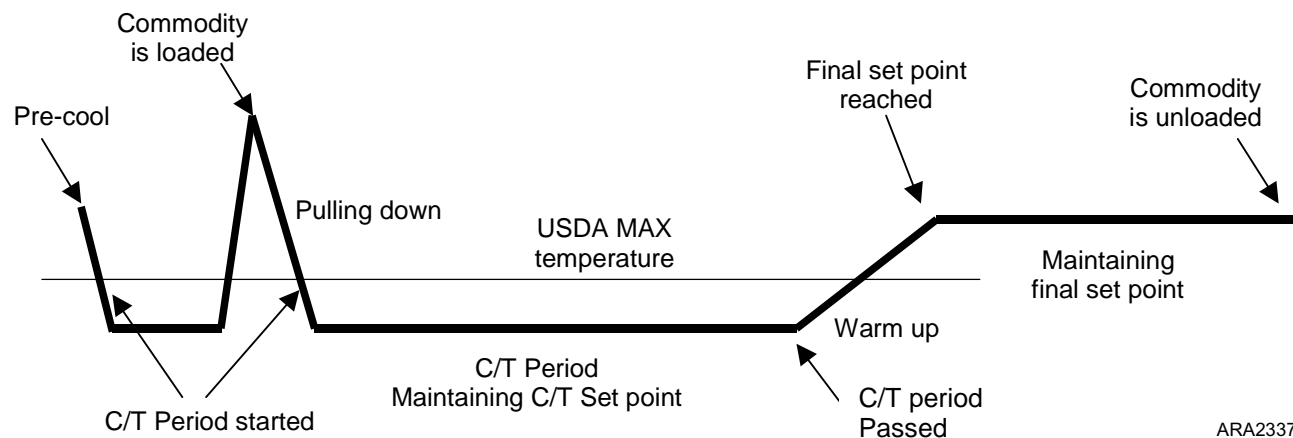 Commodity
is loaded
Pre-cool
Pulling down
USDA MAX
temperature
Final set point
reached
Commodity
is unloaded
Maintaining
final set point
Warm up
C/T Period
Maintaining C/T Set point
C/T Period started
C/T period
Passed
ARA2337